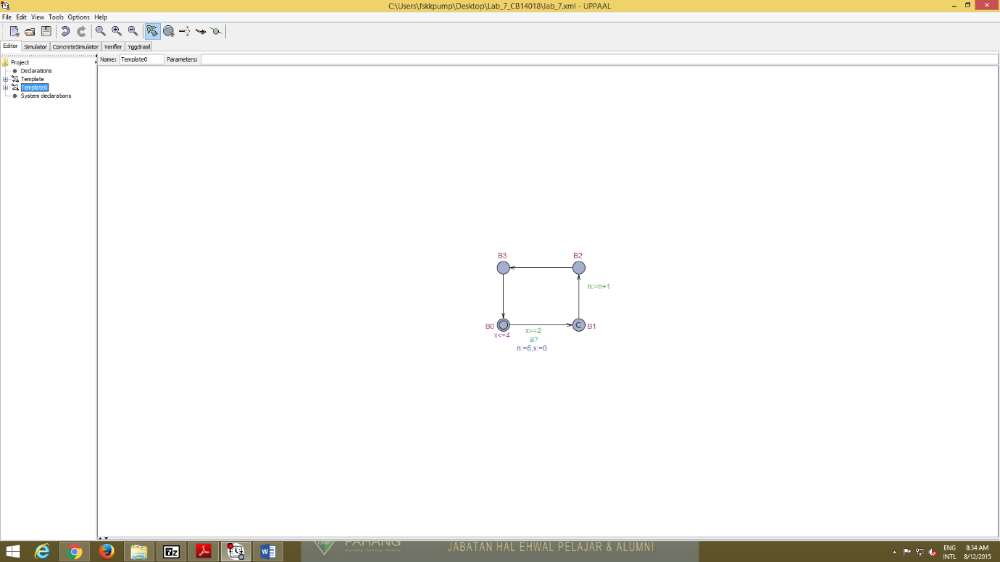 C:\Users\fskkpump\Desktop\Lab_7_CB14018\lab_7.xml - UPPAAL
File Edit View Tools Options Help
Editor Simulator ConcreteSimulator Verifier Yggdrasil
Name: Template0 Parameters:
Project
Declarations
Template
Template0
System declarations
B3 B2
n:=n+1
B0 C B1
x<=4 x>=2
a?
n:=5,x:=0
7z
UMP PAHANG
JABATAN HAL EHWAL PELAJAR & ALUMNI
ENG 8:34 AM
INTL 8/12/2015